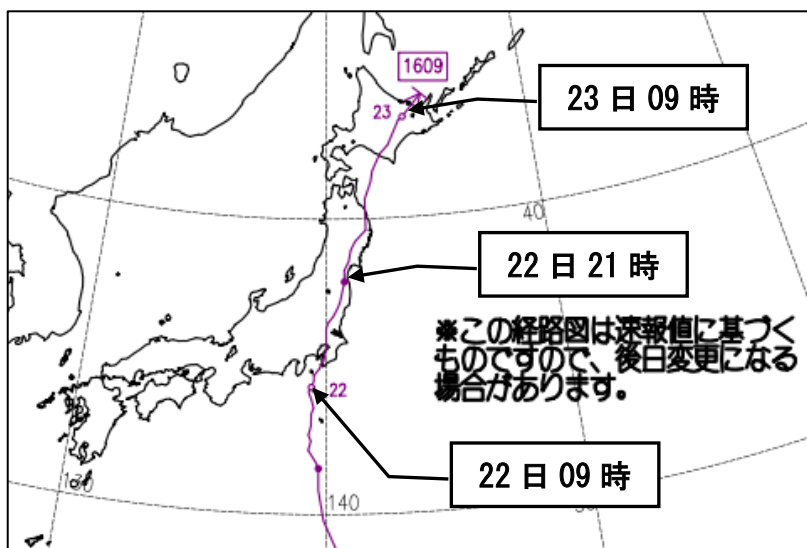 1609
23
23日09時
40
22日21時
※この経路図は速報値に基づく
ものですので、後日変更になる
場合があります。
22
22日09時
130
140